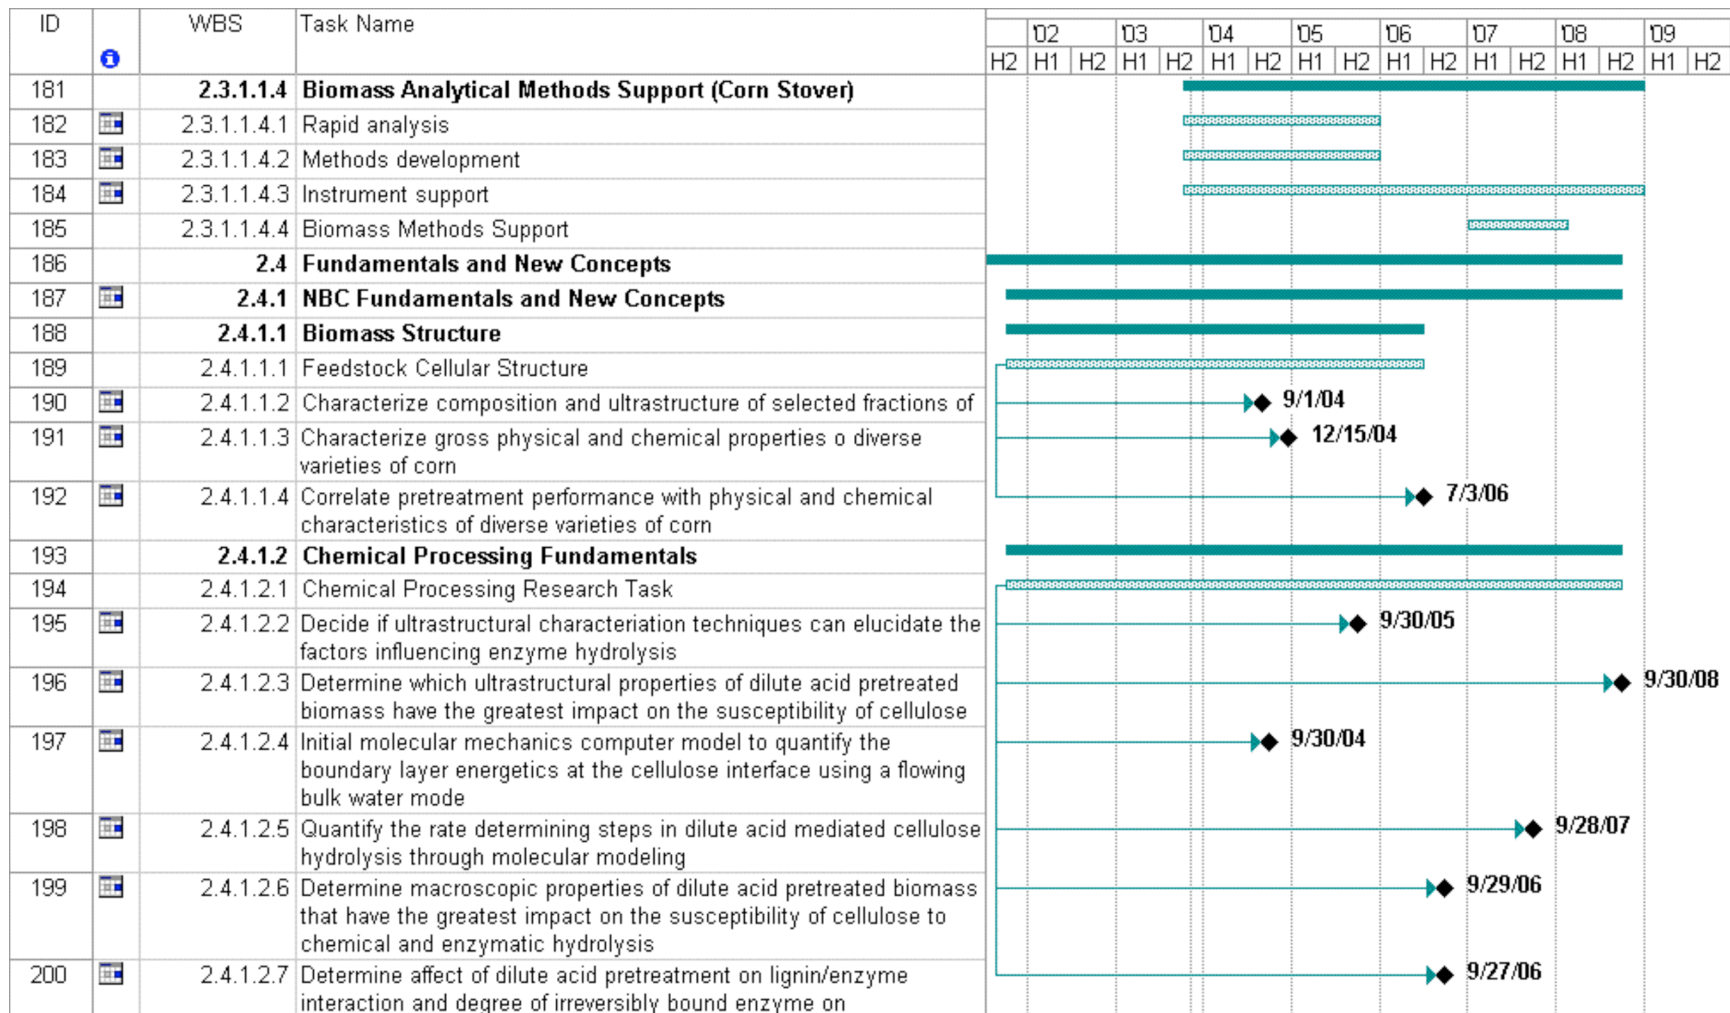 ID WBS Task Name '02 '03 '04 '05 '06 '07 '08 '09
H2 H1 H2 H1 H2 H1 H2 H1 H2 H1 H2 H1 H2 H1 H2 H1 H2
181 2.3.1.1.4 Biomass Analytical Methods Support (Corn Stover)
182 2.3.1.1.4.1 Rapid analysis
183 2.3.1.1.4.2 Methods development
184 2.3.1.1.4.3 Instrument support
185 2.3.1.1.4.4 Biomass Methods Support
186 2.4 Fundamentals and New Concepts
187 2.4.1 NBC Fundamentals and New Concepts
188 2.4.1.1 Biomass Structure
189 2.4.1.1.1 Feedstock Cellular Structure
190 2.4.1.1.2 Characterize composition and ultrastructure of selected fractions of 9/1/04
191 2.4.1.1.3 Characterize gross physical and chemical properties o diverse 12/15/04
varieties of corn
192 2.4.1.1.4 Correlate pretreatment performance with physical and chemical 7/3/06
characteristics of diverse varieties of corn
193 2.4.1.2 Chemical Processing Fundamentals
194 2.4.1.2.1 Chemical Processing Research Task
195 2.4.1.2.2 Decide if ultrastructural characteriation techniques can elucidate the 9/30/05
factors influencing enzyme hydrolysis
196 2.4.1.2.3 Determine which ultrastructural properties of dilute acid pretreated 9/30/08
biomass have the greatest impact on the susceptibility of cellulose
197 2.4.1.2.4 Initial molecular mechanics computer model to quantify the 9/30/04
boundary layer energetics at the cellulose interface using a flowing
bulk water mode
198 2.4.1.2.5 Quantify the rate determining steps in dilute acid mediated cellulose 9/28/07
hydrolysis through molecular modeling
199 2.4.1.2.6 Determine macroscopic properties of dilute acid pretreated biomass 9/29/06
that have the greatest impact on the susceptibility of cellulose to
chemical and enzymatic hydrolysis
200 2.4.1.2.7 Determine affect of dilute acid pretreatment on lignin/enzyme 9/27/06
interaction and degree of irreversibly bound enzyme on